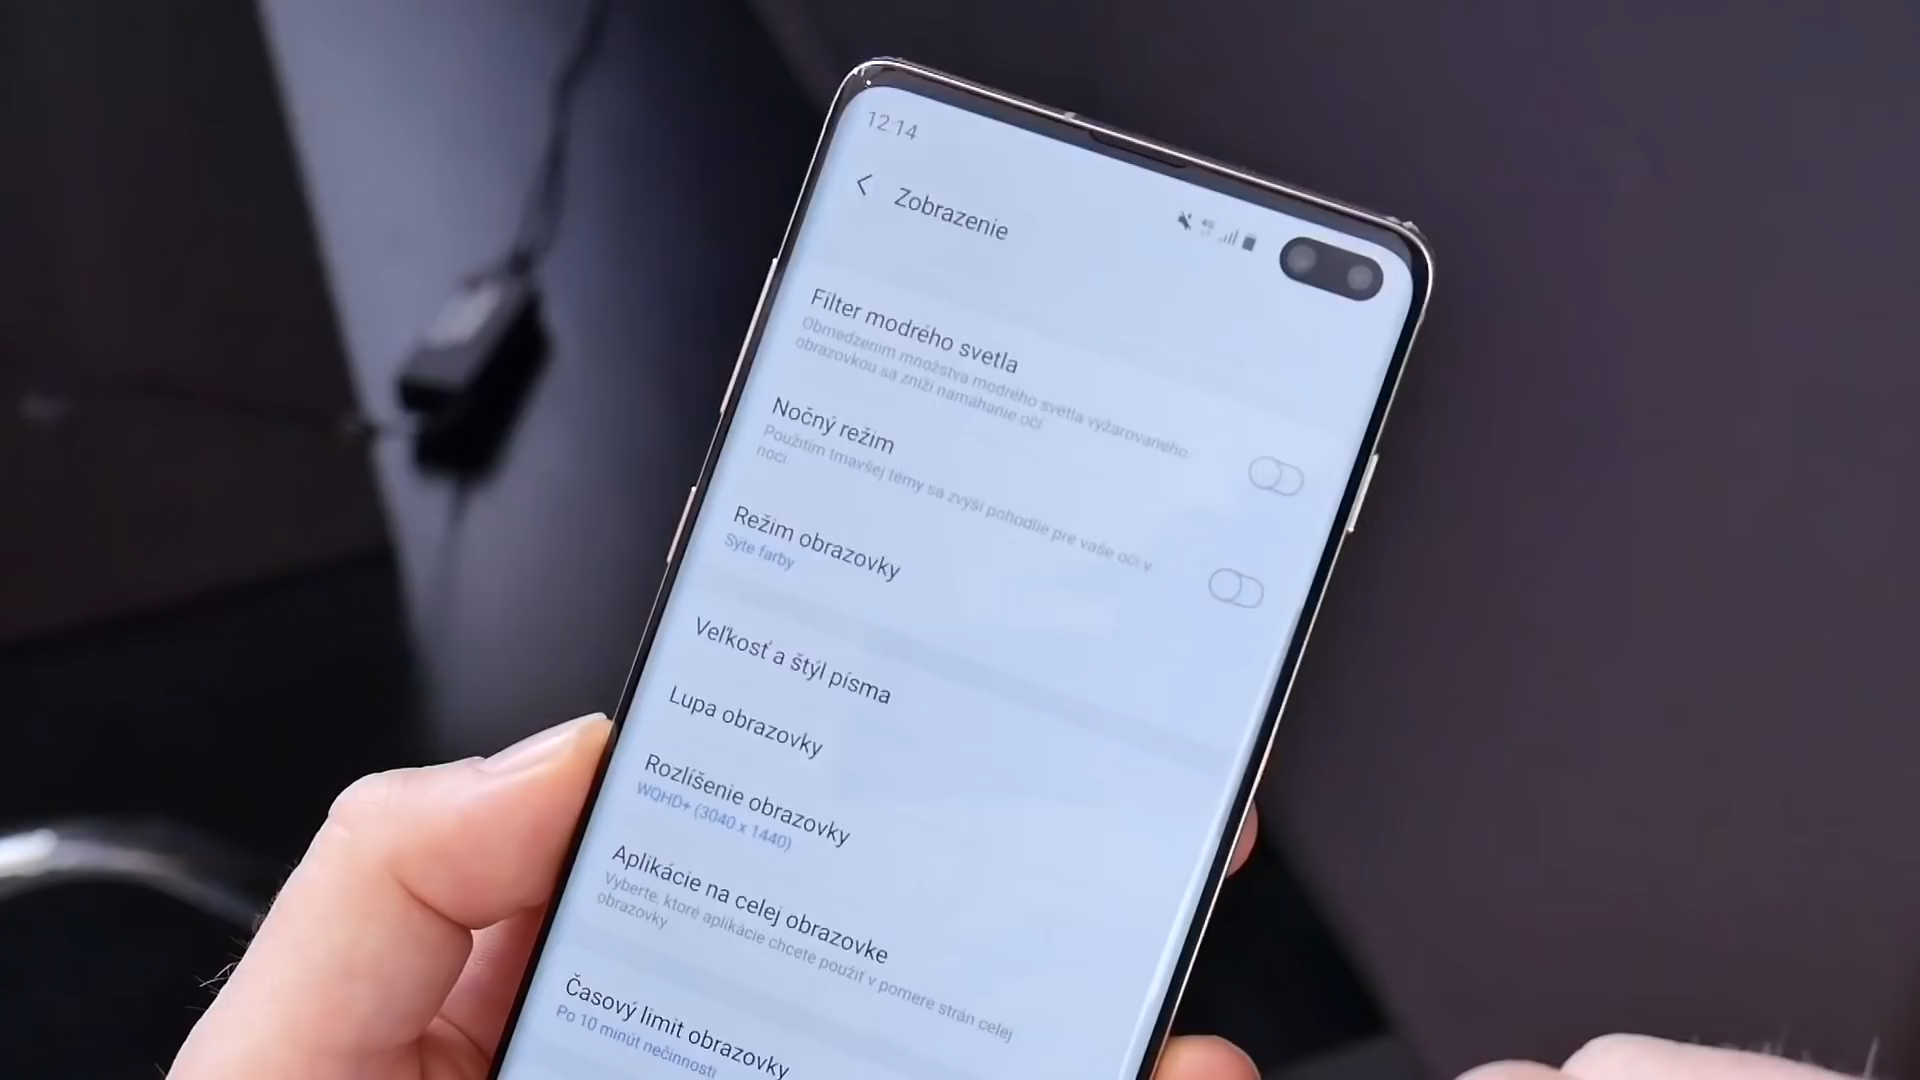 12:14
Zobrazenie
Filter modrého svetla
Obmedzením množstva modrého svetla vyžarovaného
obrazovkou sa zníži namáhanie očí.
Nočný režim
Použitím tmavšej témy sa zvýši pohodlie pre vaše oči v
noci.
Režim obrazovky
Sýte farby
Veľkosť a štýl písma
Lupa obrazovky
Rozlíšenie obrazovky
WQHD+ (3040 x 1440)
Aplikácie na celej obrazovke
Vyberte, ktoré aplikácie chcete použiť v pomere strán celej
obrazovky
Časový limit obrazovky
Po 10 minút nečinnosti